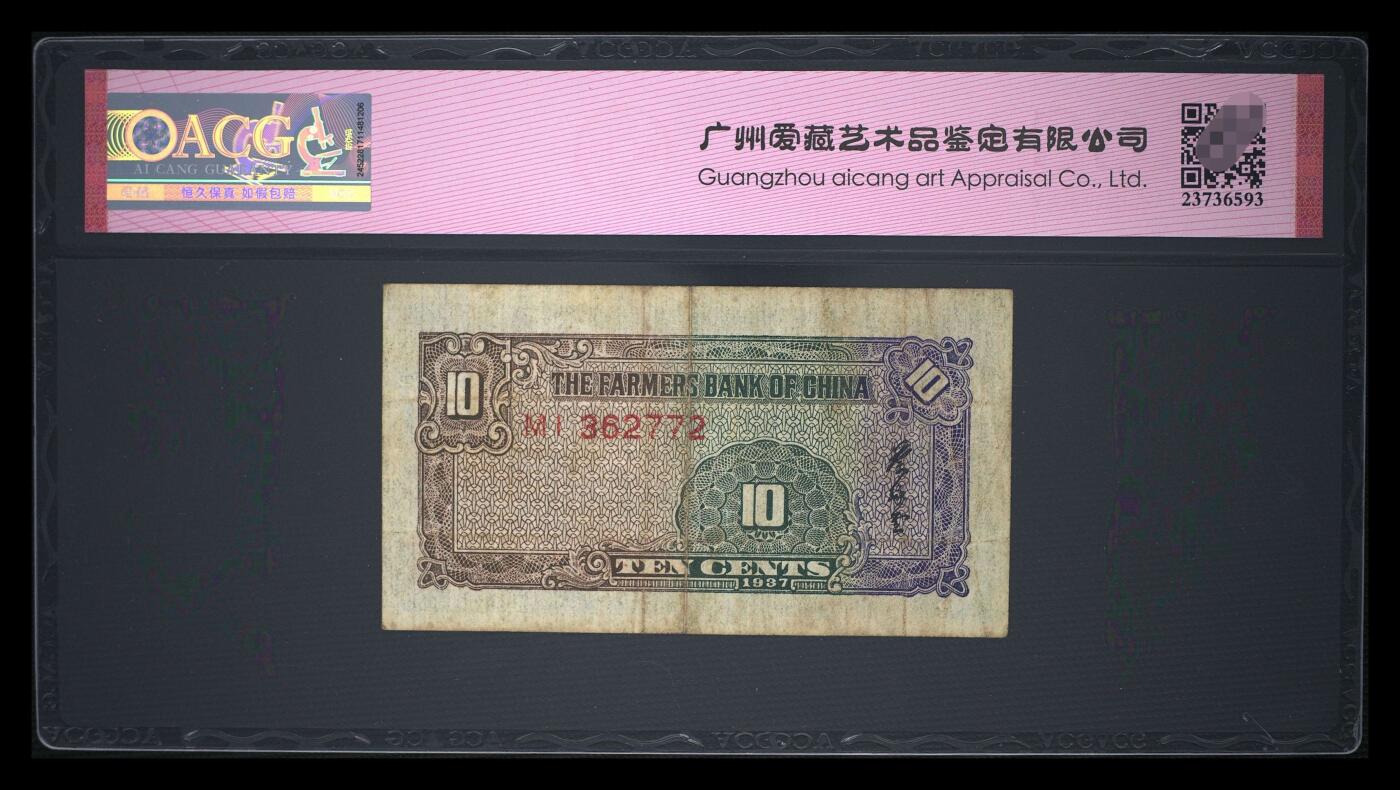 ACG
AI CANG GUARANTY
恒久保真 如假包赔
广州爱藏艺术品鉴定有限公司
Guangzhou aicang art Appraisal Co., Ltd.
23736593
10
10
THE FARMERS BANK OF CHINA
MI 362772
10
TEN CENTS
1937